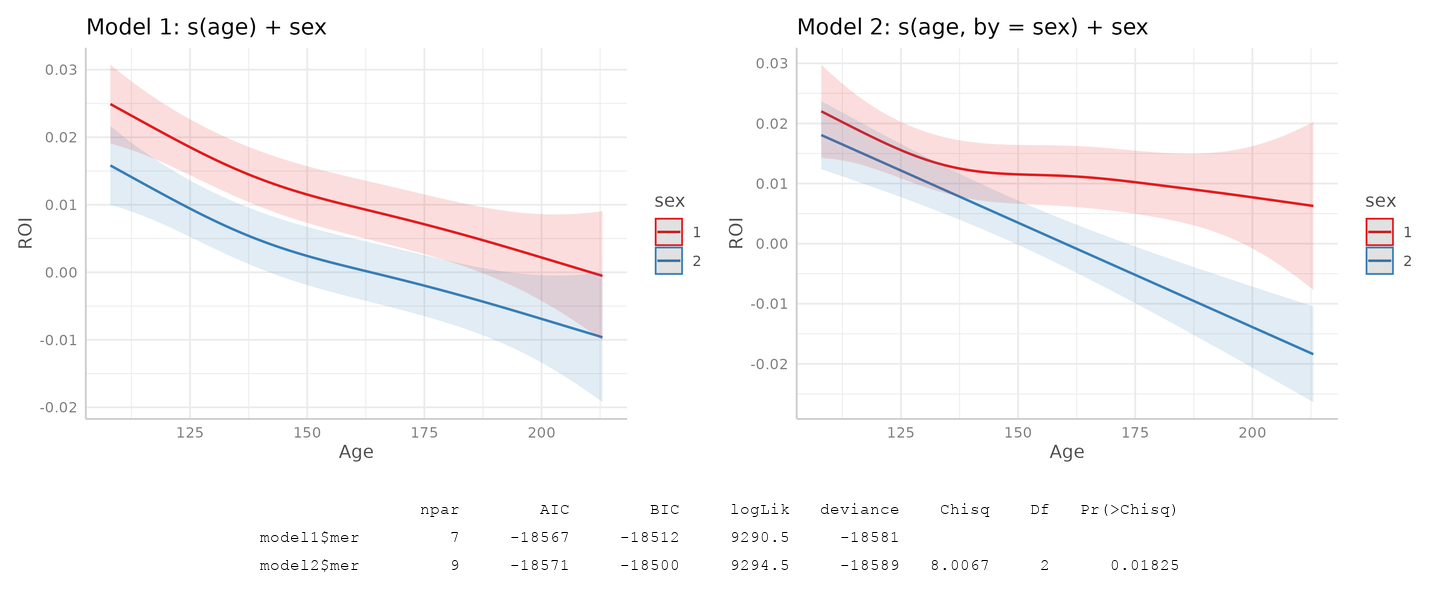 Model 1: s(age) + sex
0.03
0.02
0.01
0.00
-0.01
-0.02
ROI
125 150 175 200
Age
sex
1
2
Model 2: s(age, by = sex) + sex
0.03
0.02
0.01
0.00
-0.01
-0.02
ROI
125 150 175 200
Age
sex
1
2
npar AIC BIC logLik deviance Chisq Df Pr(>Chisq)
model1$mer 7 -18567 -18512 9290.5 -18581
model2$mer 9 -18571 -18500 9294.5 -18589 8.0067 2 0.01825